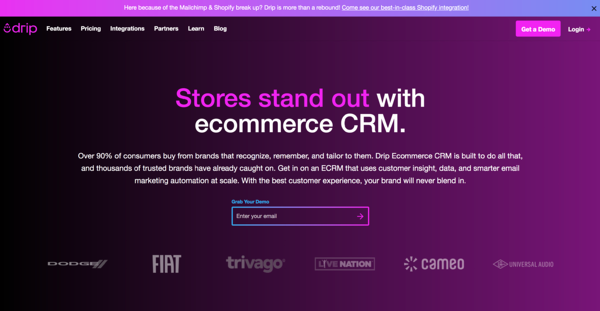 Here because of the Mailchimp & Shopify break up? Drip is more than a rebound! Come see our best-in-class Shopify integration!
drip Features Pricing Integrations Partners Learn Blog Get a Demo Login
Stores stand out with
ecommerce CRM.
Over 90% of consumers buy from brands that recognize, remember, and tailor to them. Drip Ecommerce CRM is built to do all that,
and thousands of trusted brands have already caught on. Get in on an ECRM that uses customer insight, data, and smarter email
marketing automation at scale. With the best customer experience, your brand will never blend in.
Grab Your Demo
Enter your email
DODGE FIAT trivago LIVE NATION cameo UNIVERSAL AUDIO